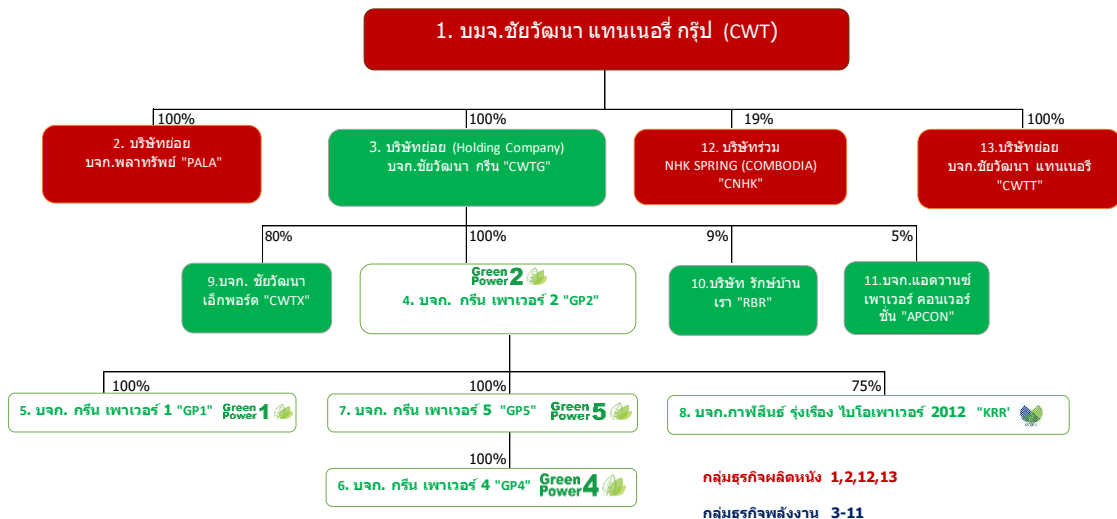 1. บมจ.ชัยวัฒนา แทนเนอรี่ กรุ๊ป (CWT)
100%
100%
19%
100%
2. บริษัทย่อย
บจก.พลาทรัพย์ "PALA"
3. บริษัทย่อย (Holding Company)
บจก.ชัยวัฒนา กรีน "CWTG"
12. บริษัทร่วม
NHK SPRING (COMBODIA)
"CNHK"
13.บริษัทย่อย
บจก.ชัยวัฒนา แทนเนอรี
"CWTT"
80%
100%
9%
5%
9.บจก. ชัยวัฒนา
เอ็กพอร์ต "CWTX"
Green
Power 2
4. บจก. กรีน เพาเวอร์ 2 "GP2"
10.บริษัท รักษ์บ้าน
เรา "RBR"
11.บจก.แอดวานซ์
เพาเวอร์ คอนเวอร์
ชั่น "APCON"
100%
100%
75%
5. บจก. กรีน เพาเวอร์ 1 "GP1" Green Power 1
7. บจก. กรีน เพาเวอร์ 5 "GP5" Green Power 5
8. บจก.กาฬสินธุ์ รุ่งเรือง ไบโอเพาเวอร์ 2012 "KRR'
100%
6. บจก. กรีน เพาเวอร์ 4 "GP4" Green Power 4
กลุ่มธุรกิจผลิตหนัง 1,2,12,13
กลุ่มธุรกิจพลังงาน 3-11